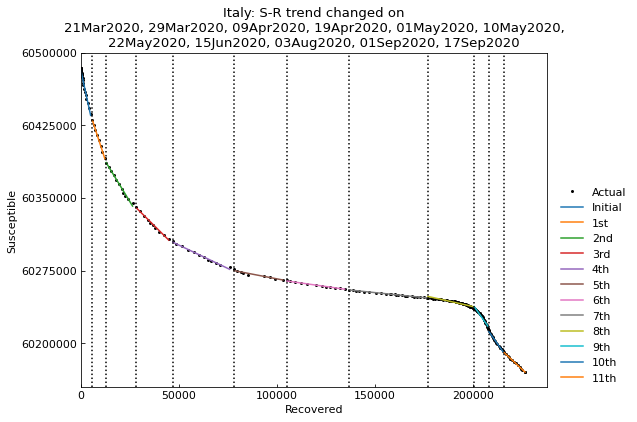 Italy: S-R trend changed on
21Mar2020, 29Mar2020, 09Apr2020, 19Apr2020, 01May2020, 10May2020,
22May2020, 15Jun2020, 03Aug2020, 01Sep2020, 17Sep2020
60500000
60425000
60350000
60275000
60200000
Susceptible
0
50000
100000
150000
200000
Recovered
Actual
Initial
1st
2nd
3rd
4th
5th
6th
7th
8th
9th
10th
11th